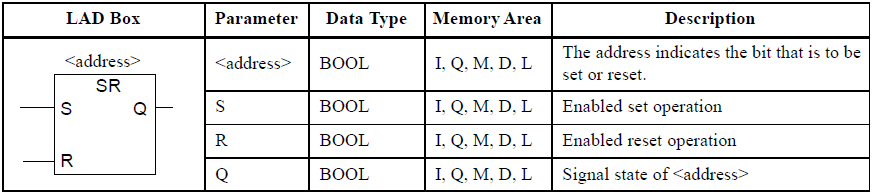 LAD Box Parameter Data Type Memory Area Description
<address>
SR
S Q
R
<address> BOOL I, Q, M, D, L The address indicates the bit that is to be
set or reset.
S BOOL I, Q, M, D, L Enabled set operation
R BOOL I, Q, M, D, L Enabled reset operation
Q BOOL I, Q, M, D, L Signal state of <address>